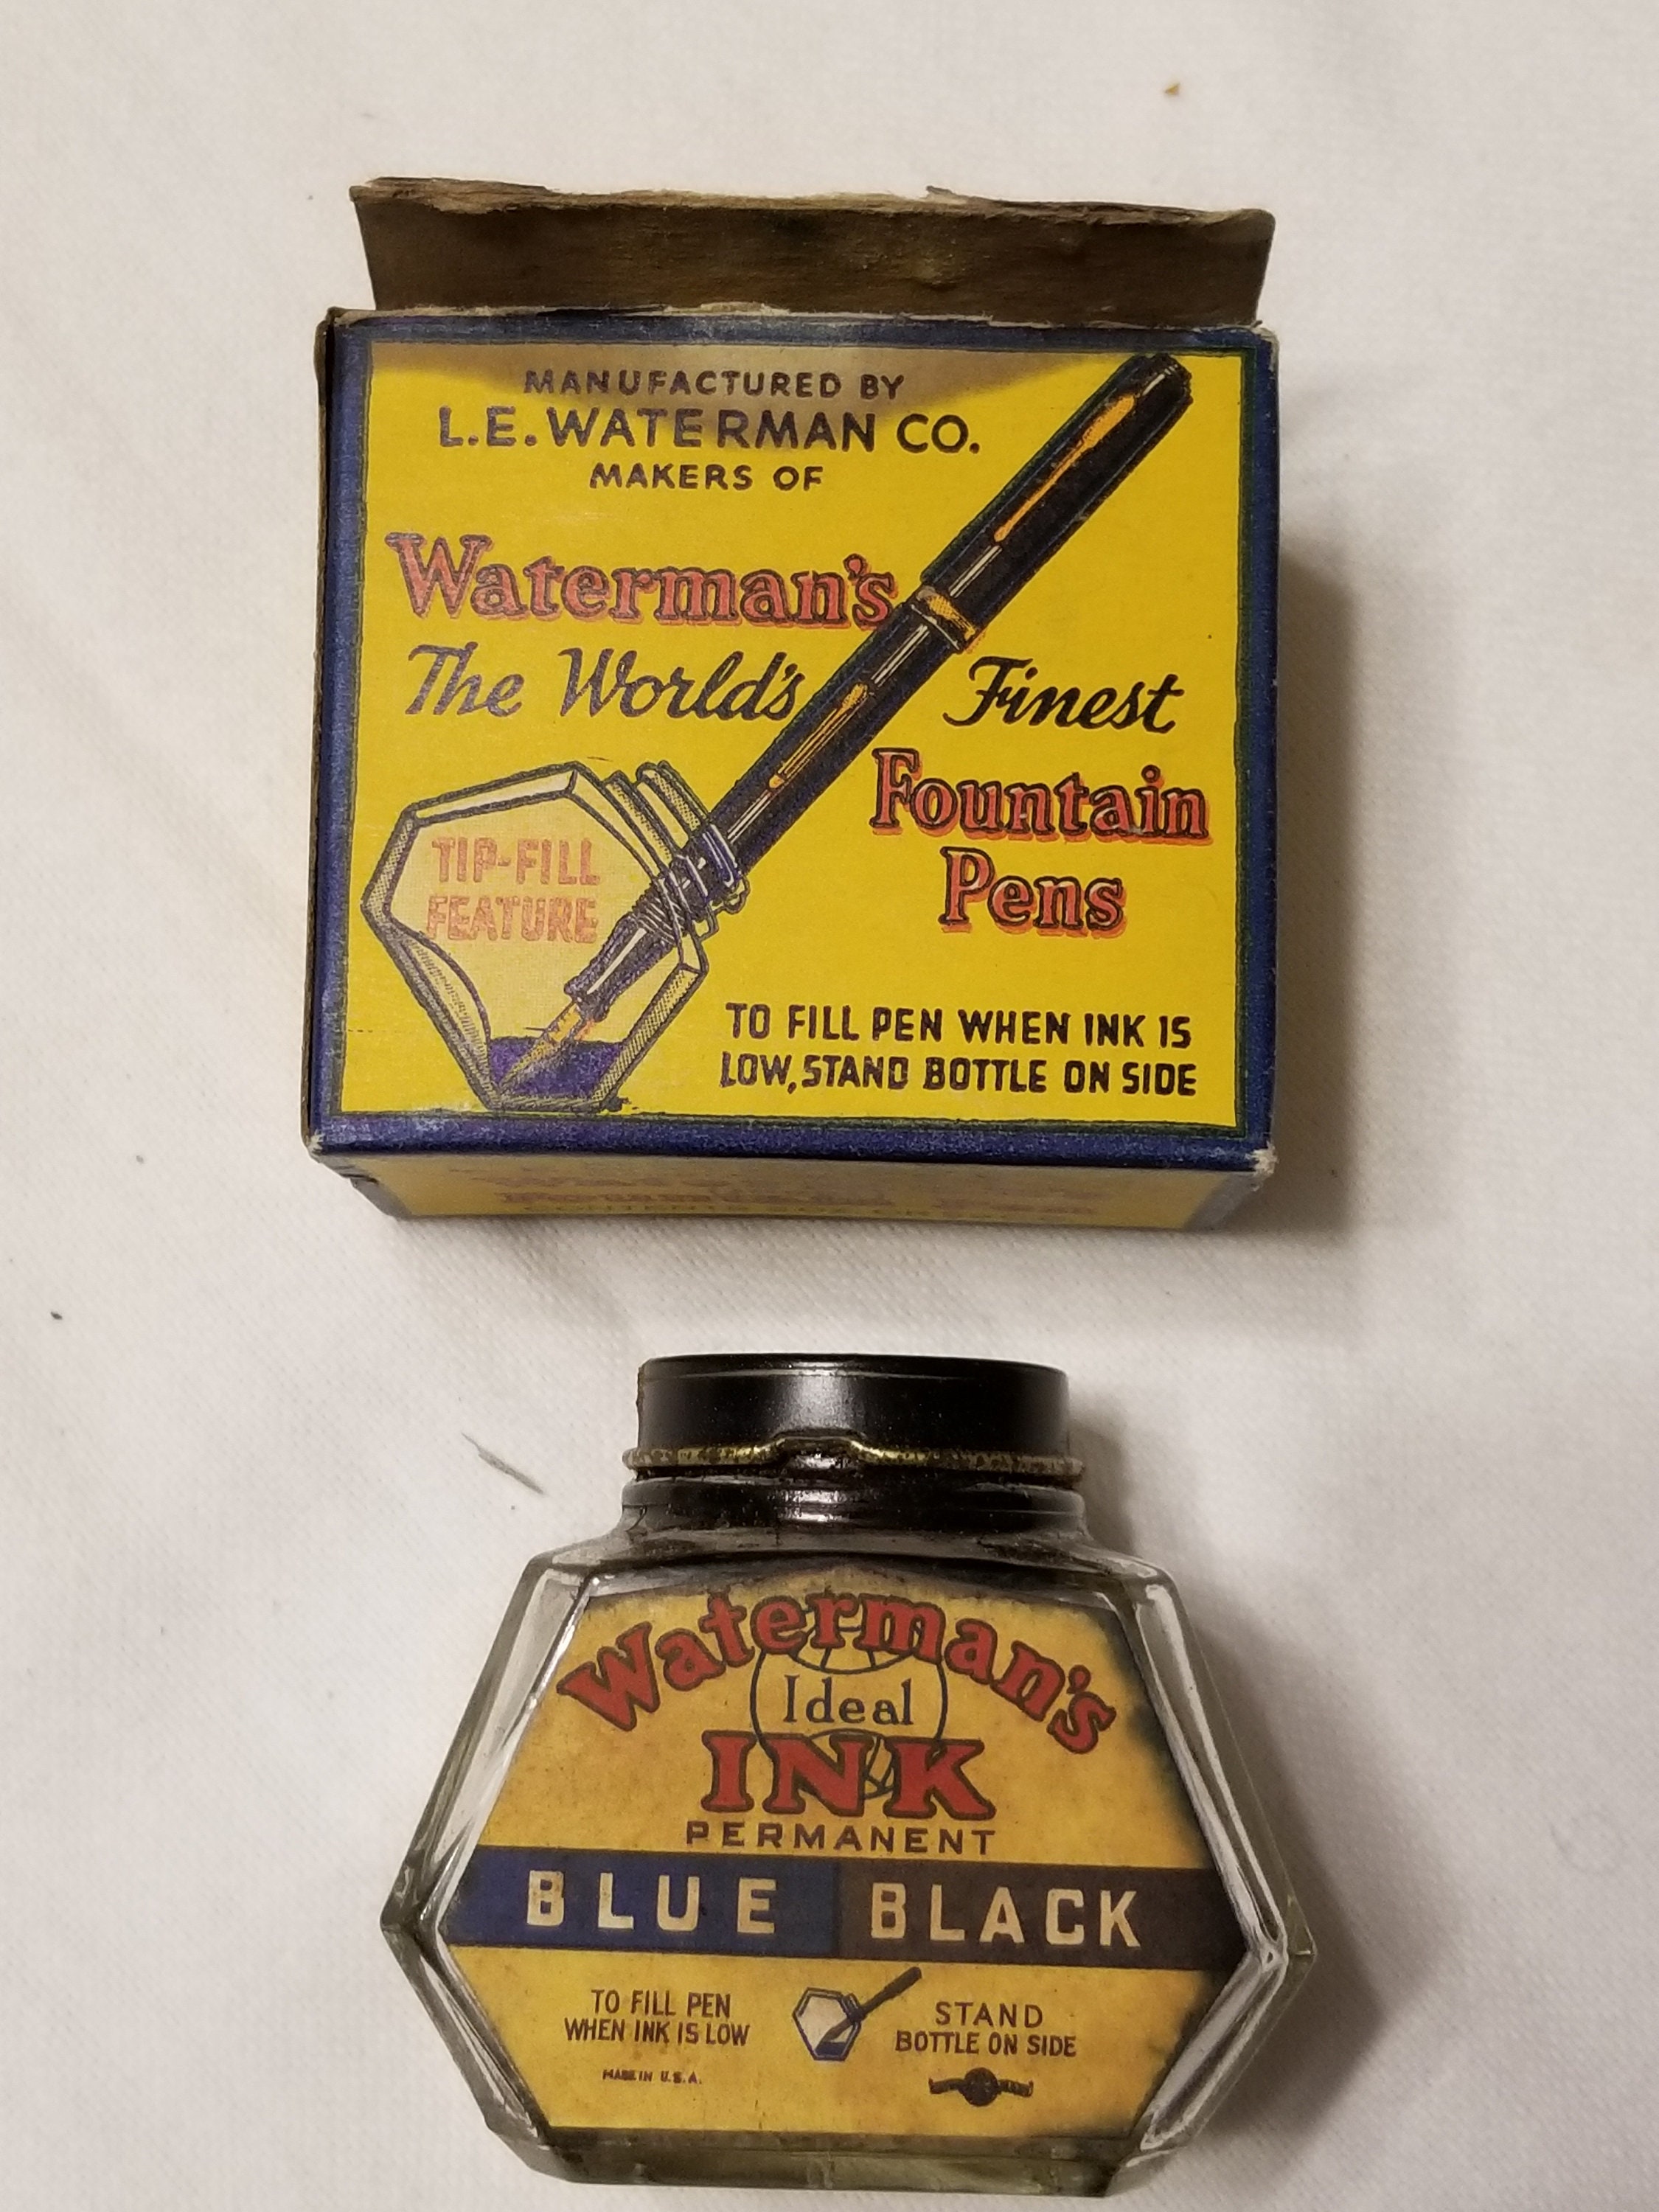 MANUFACTURED BY
L.E. WATERMAN CO.
MAKERS OF
Waterman's
The World's Finest
Fountain
Pens
TIP-FILL
FEATURE
TO FILL PEN WHEN INK IS
LOW, STAND BOTTLE ON SIDE
Waterman's
Ideal
INK
PERMANENT
BLUE BLACK
TO FILL PEN
WHEN INK IS LOW
STAND
BOTTLE ON SIDE
MADE IN U.S.A.